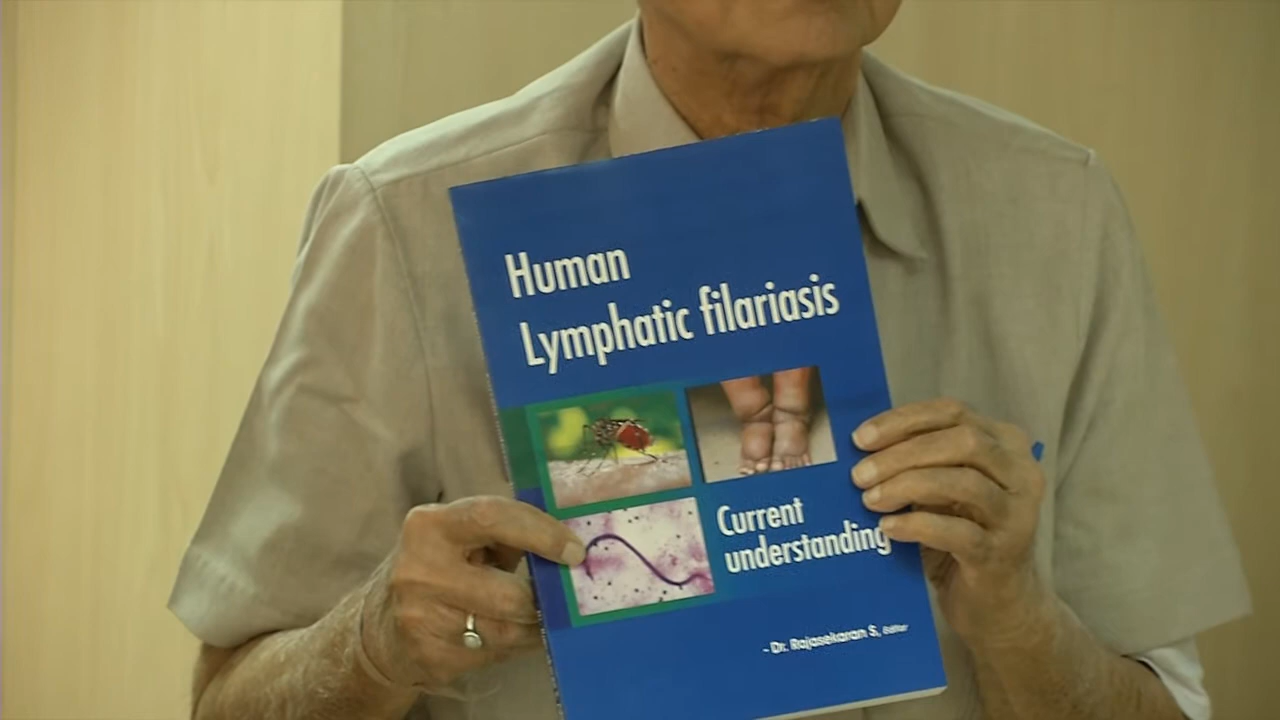 Human
Lymphatic filariasis
Current
understanding
- Dr. Rajasekaran S, Editor